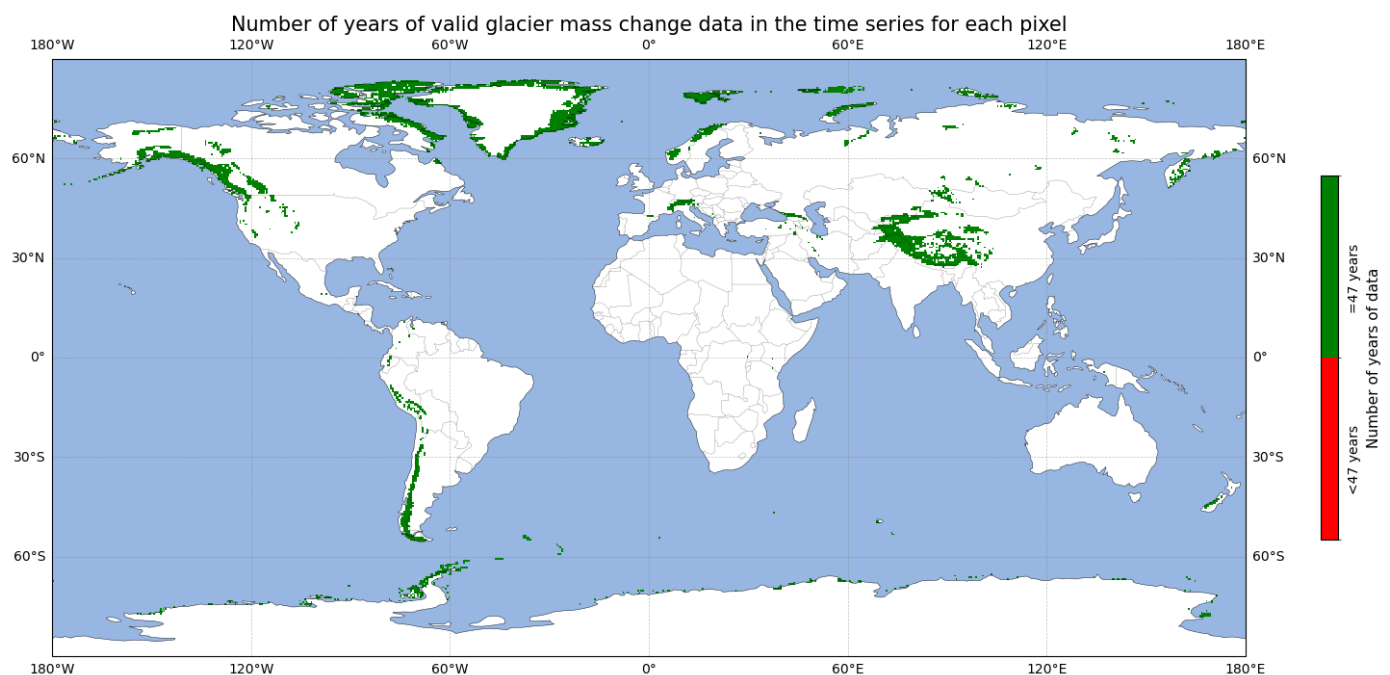 Number of years of valid glacier mass change data in the time series for each pixel
180°W 120°W 60°W 0° 60°E 120°E 180°E
60°N 60°N
30°N 30°N
0° 0°
30°S 30°S
60°S 60°S
180°W 120°W 60°W 0° 60°E 120°E 180°E
=47 years
<47 years
Number of years of data